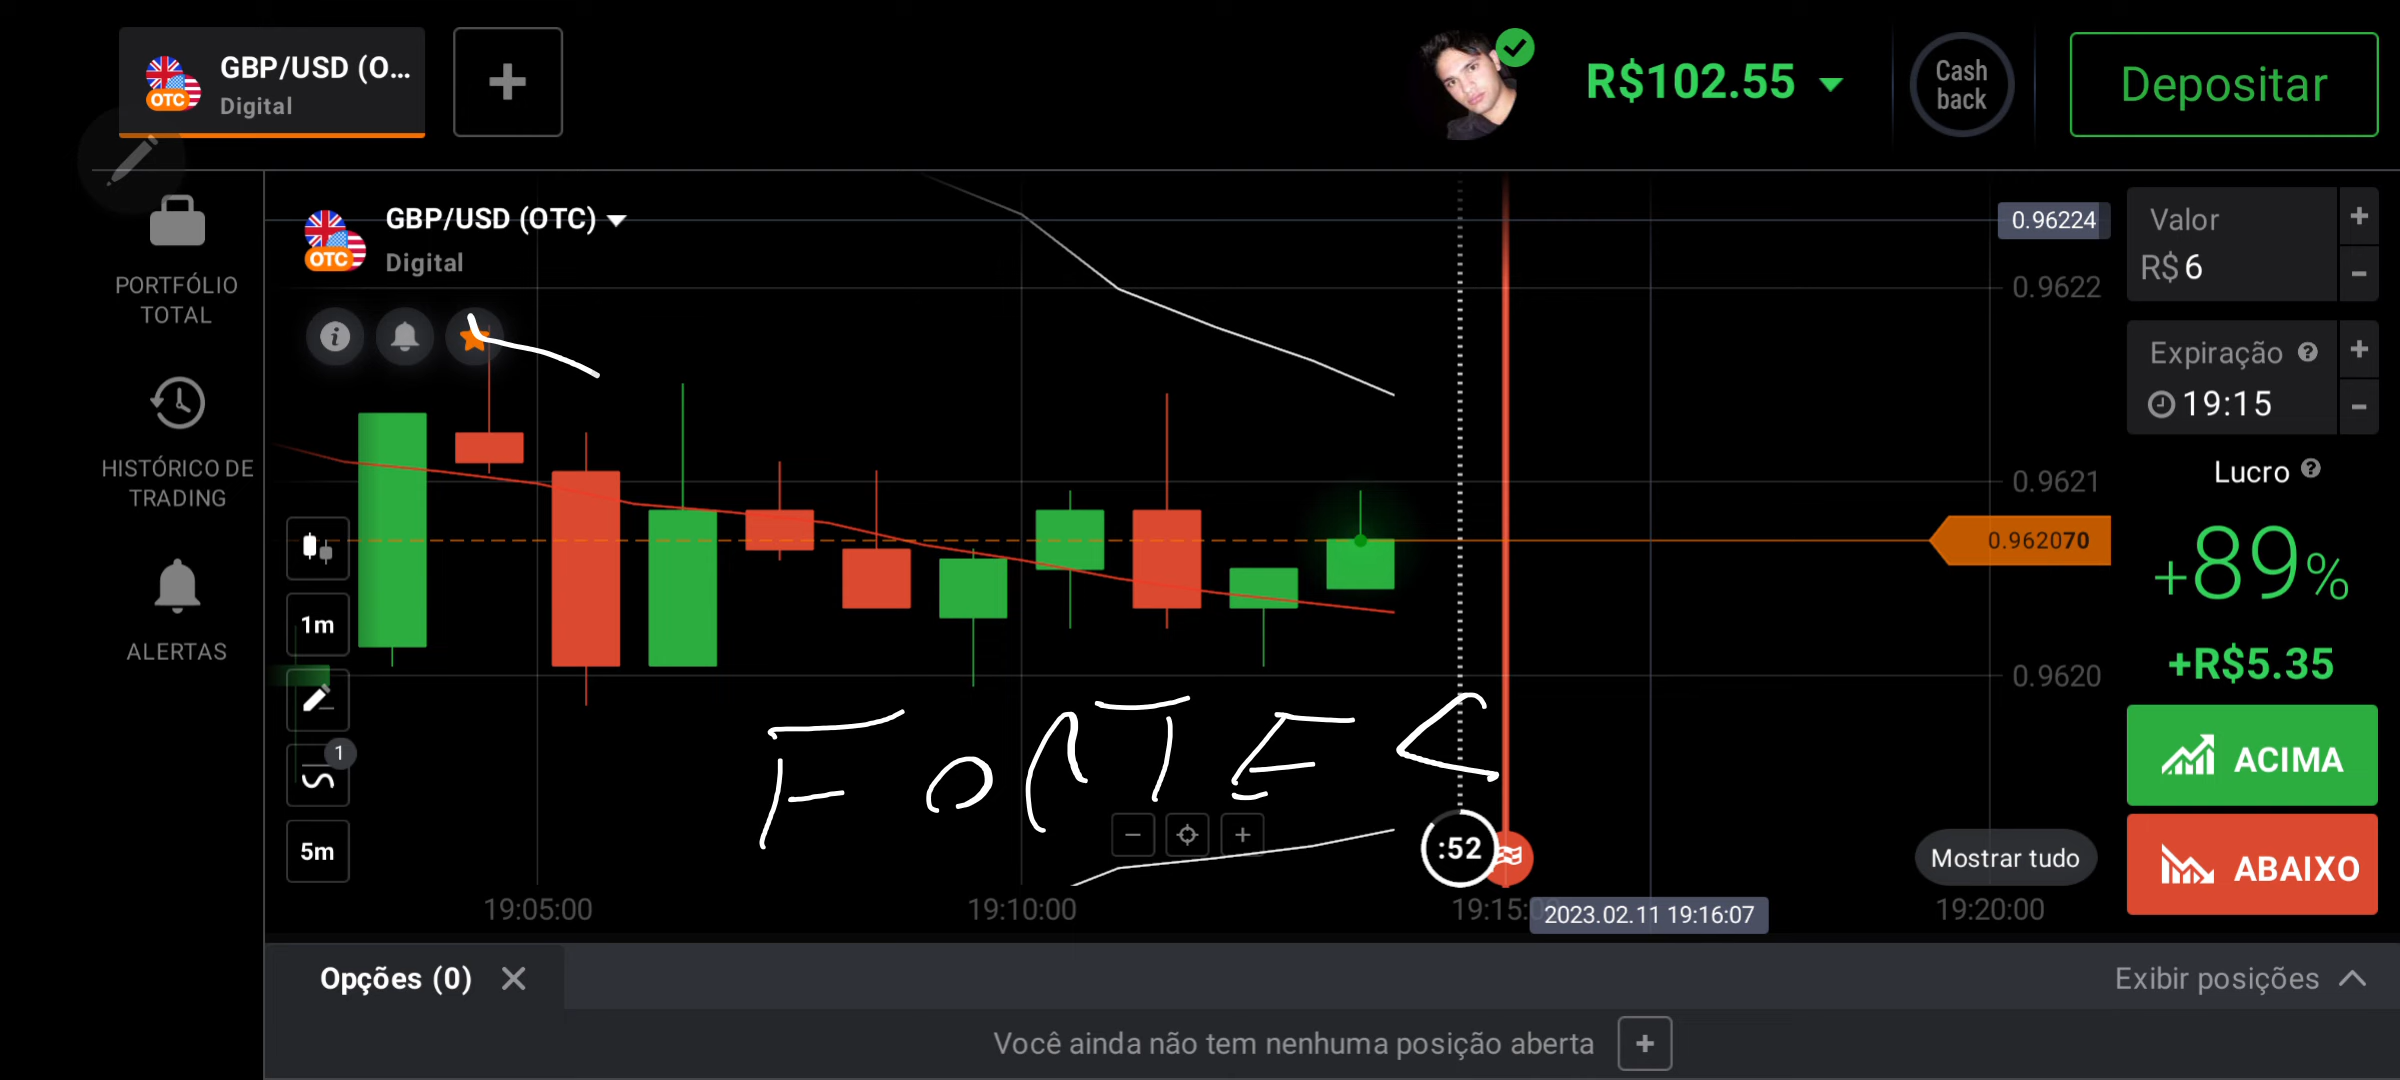 GBP/USD (O...
Digital
OTC
R$102.55
Cash
back
Depositar
PORTFÓLIO
TOTAL
HISTÓRICO DE
TRADING
ALERTAS
GBP/USD (OTC)
Digital
OTC
1m
1
5m
0.96224
0.9622
0.9621
0.962070
0.9620
FORTES
:52
Mostrar tudo
19:05:00
19:10:00
19:15:0
2023.02.11 19:16:07
19:20:00
Valor
R$ 6
Expiração
19:15
Lucro
+89%
+R$5.35
ACIMA
ABAIXO
Opções (0)
Exibir posições
Você ainda não tem nenhuma posição aberta